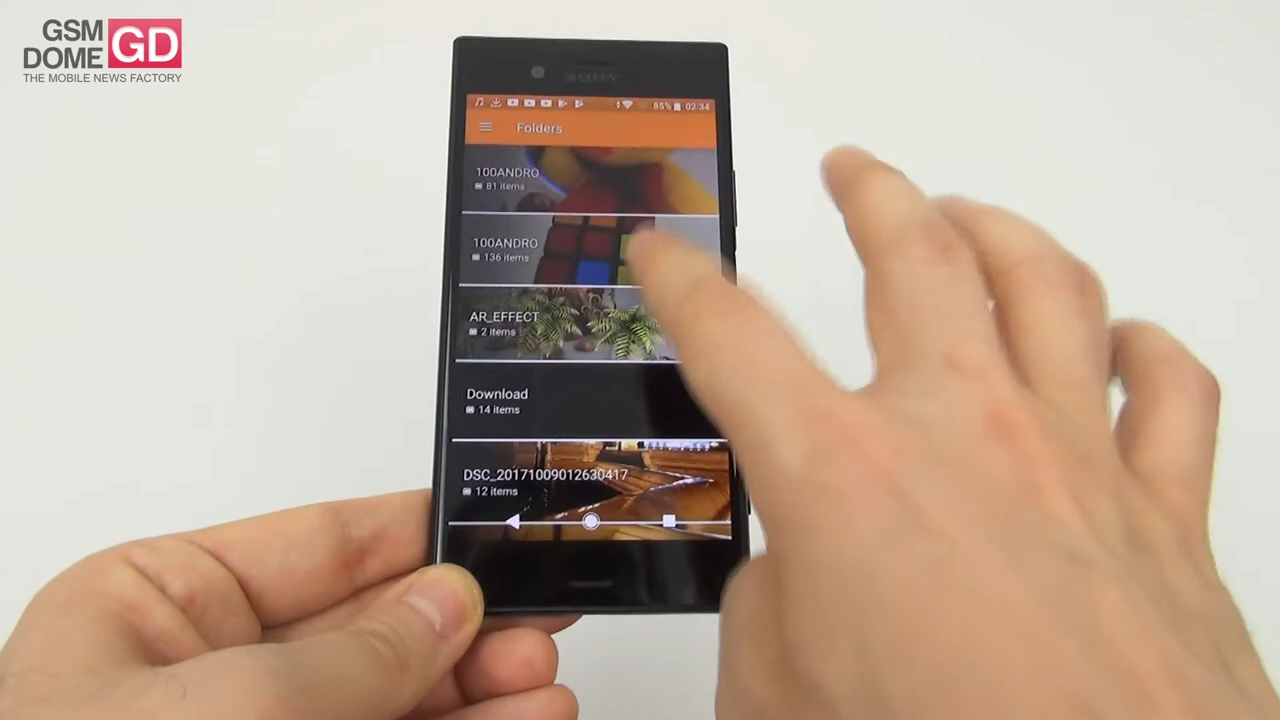 GSM
DOME GD
THE MOBILE NEWS FACTORY
SONY
85% 02:34
Folders
100ANDRO
81 items
100ANDRO
136 items
AR_EFFECT
2 items
Download
14 items
DSC_20171009012630417
12 items